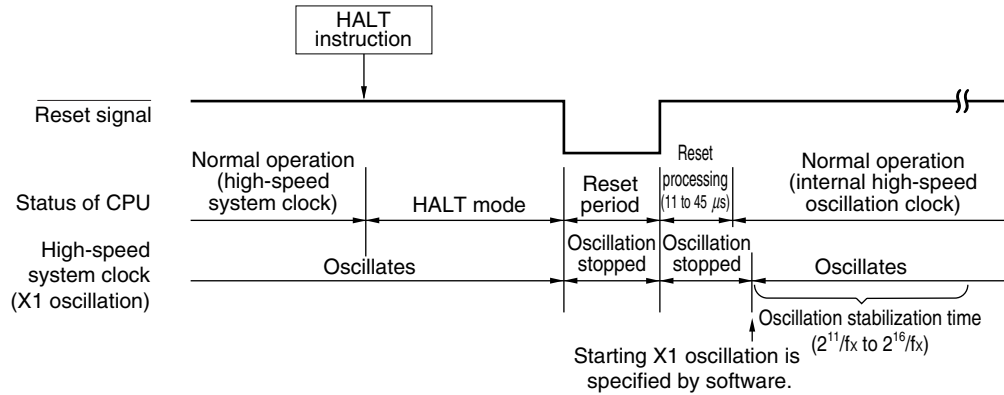 HALT
instruction
Reset signal
Status of CPU
Normal operation
(high-speed
system clock)
HALT mode
Reset
period
Reset
processing
(11 to 45 μs)
Normal operation
(internal high-speed
oscillation clock)
High-speed
system clock
(X1 oscillation)
Oscillates
Oscillation
stopped
Oscillation
stopped
Oscillates
Oscillation stabilization time
(2¹¹/fx to 2¹⁶/fx)
Starting X1 oscillation is
specified by software.